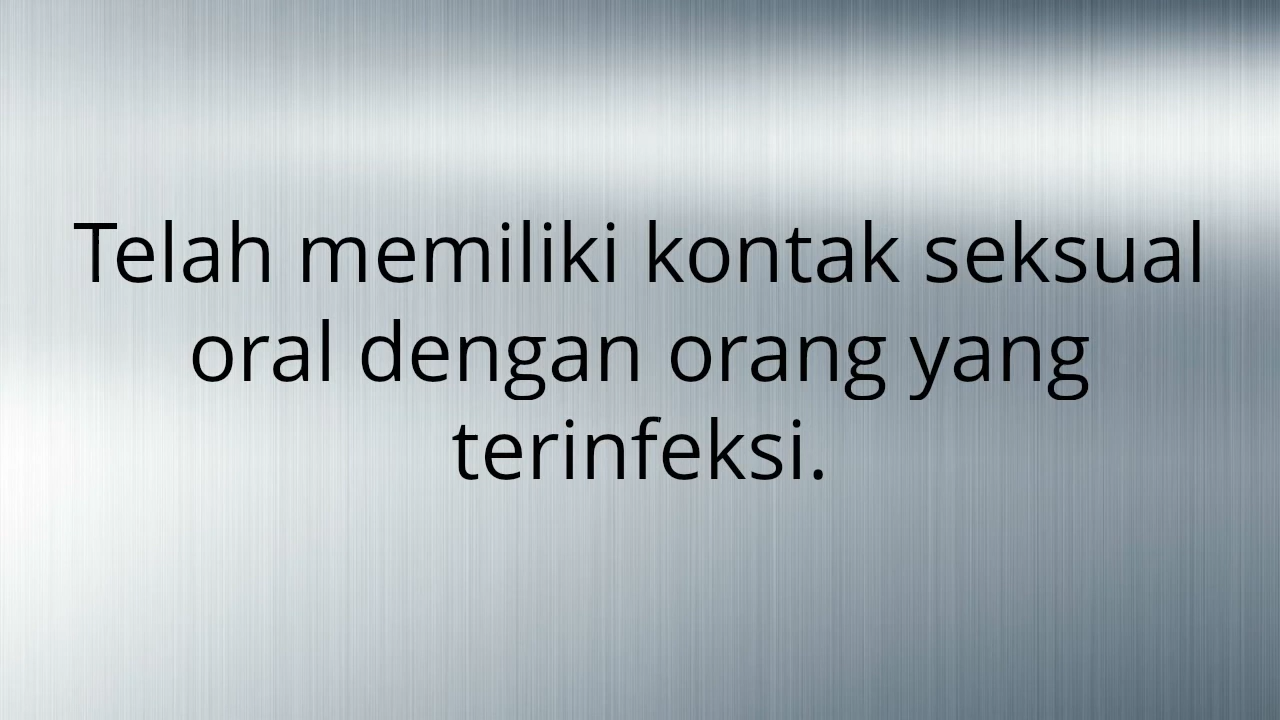 Telah memiliki kontak seksual
oral dengan orang yang
terinfeksi.